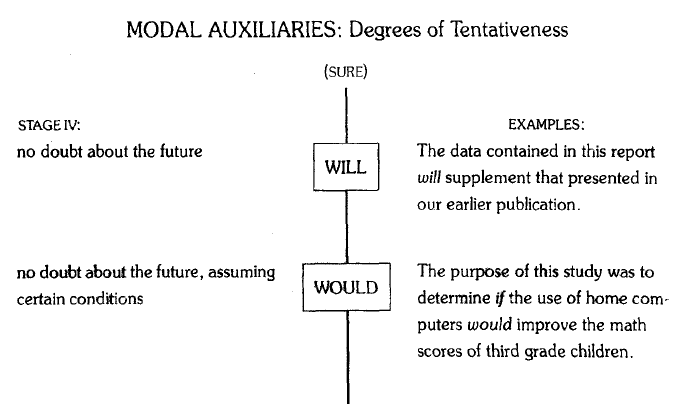 MODAL AUXILIARIES: Degrees of Tentativeness
(SURE)
STAGE IV:
no doubt about the future
WILL
EXAMPLES:
The data contained in this report
will supplement that presented in
our earlier publication.
no doubt about the future, assuming
certain conditions
WOULD
The purpose of this study was to
determine if the use of home com-
puters would improve the math
scores of third grade children.